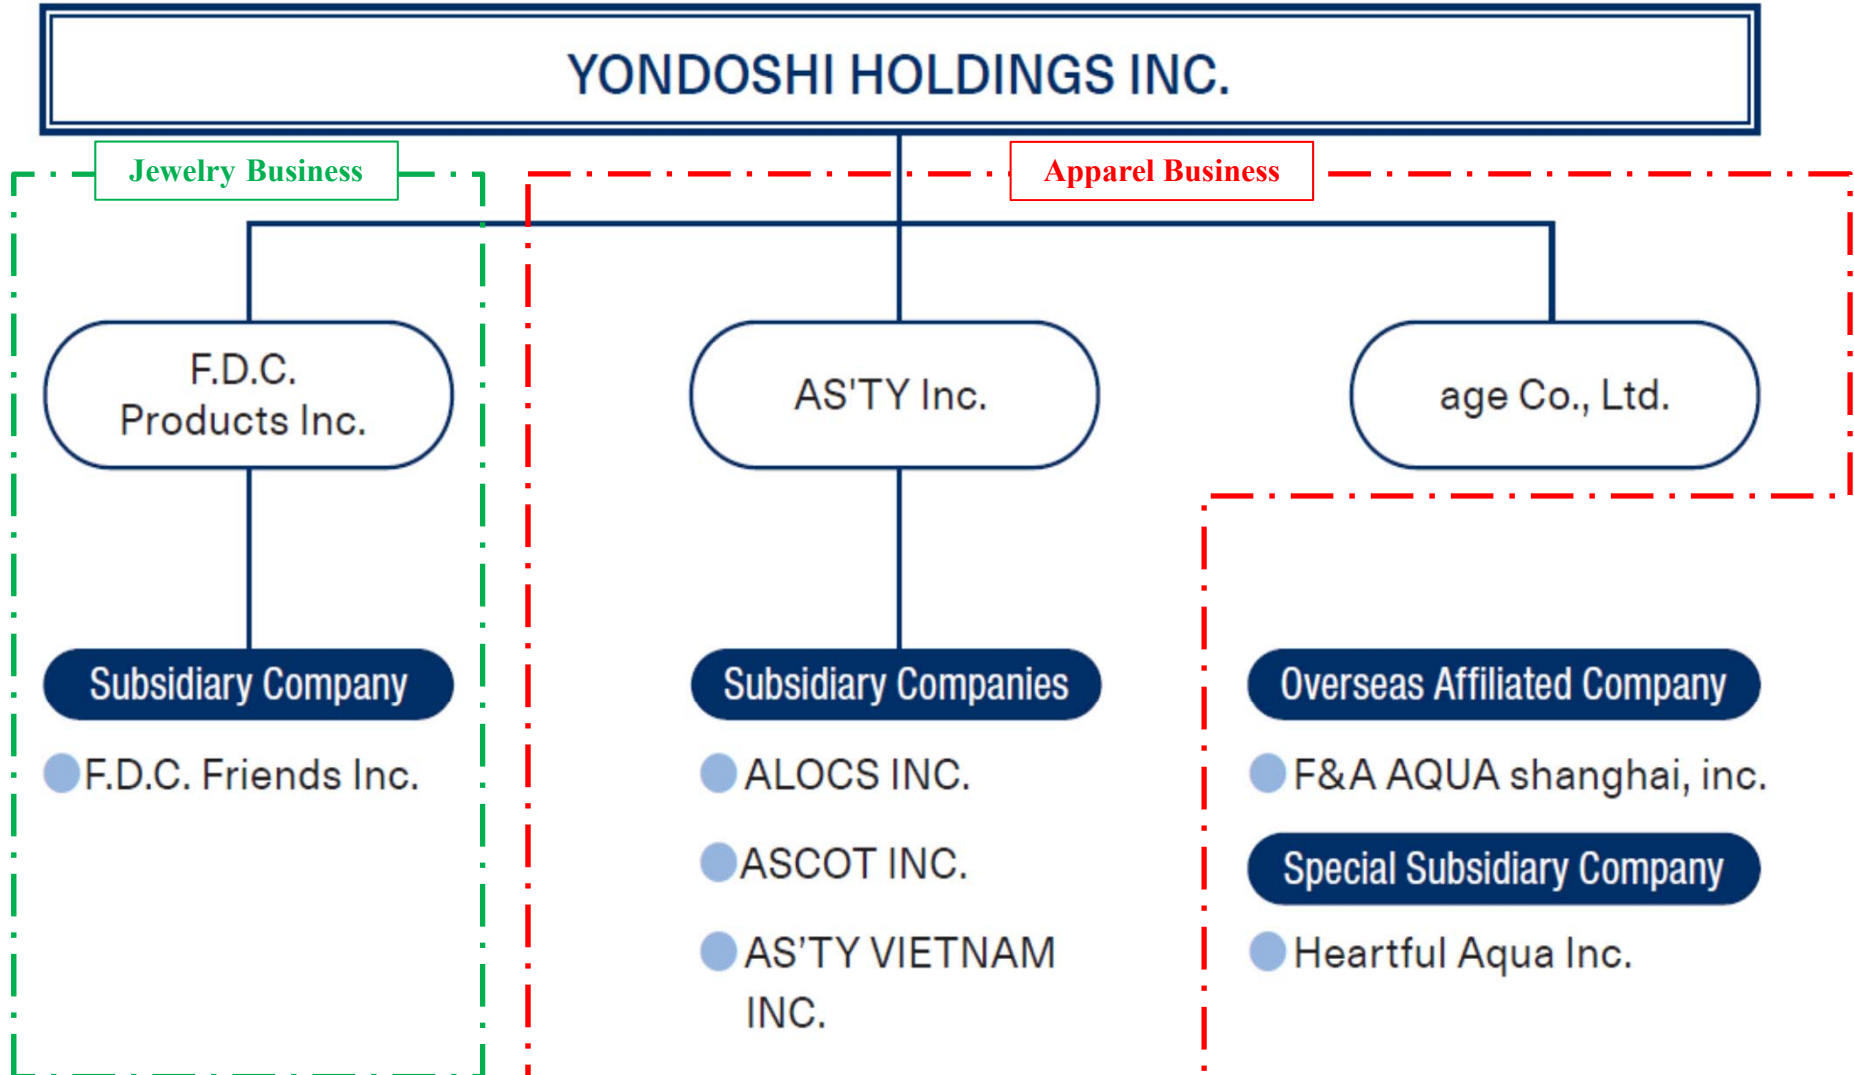 YONDOSHI HOLDINGS INC.
Jewelry Business
Apparel Business
F.D.C.
Products Inc.
AS'TY Inc.
age Co., Ltd.
Subsidiary Company
F.D.C. Friends Inc.
Subsidiary Companies
ALOCS INC.
ASCOT INC.
AS’TY VIETNAM
INC.
Overseas Affiliated Company
F&A AQUA shanghai, inc.
Special Subsidiary Company
Heartful Aqua Inc.